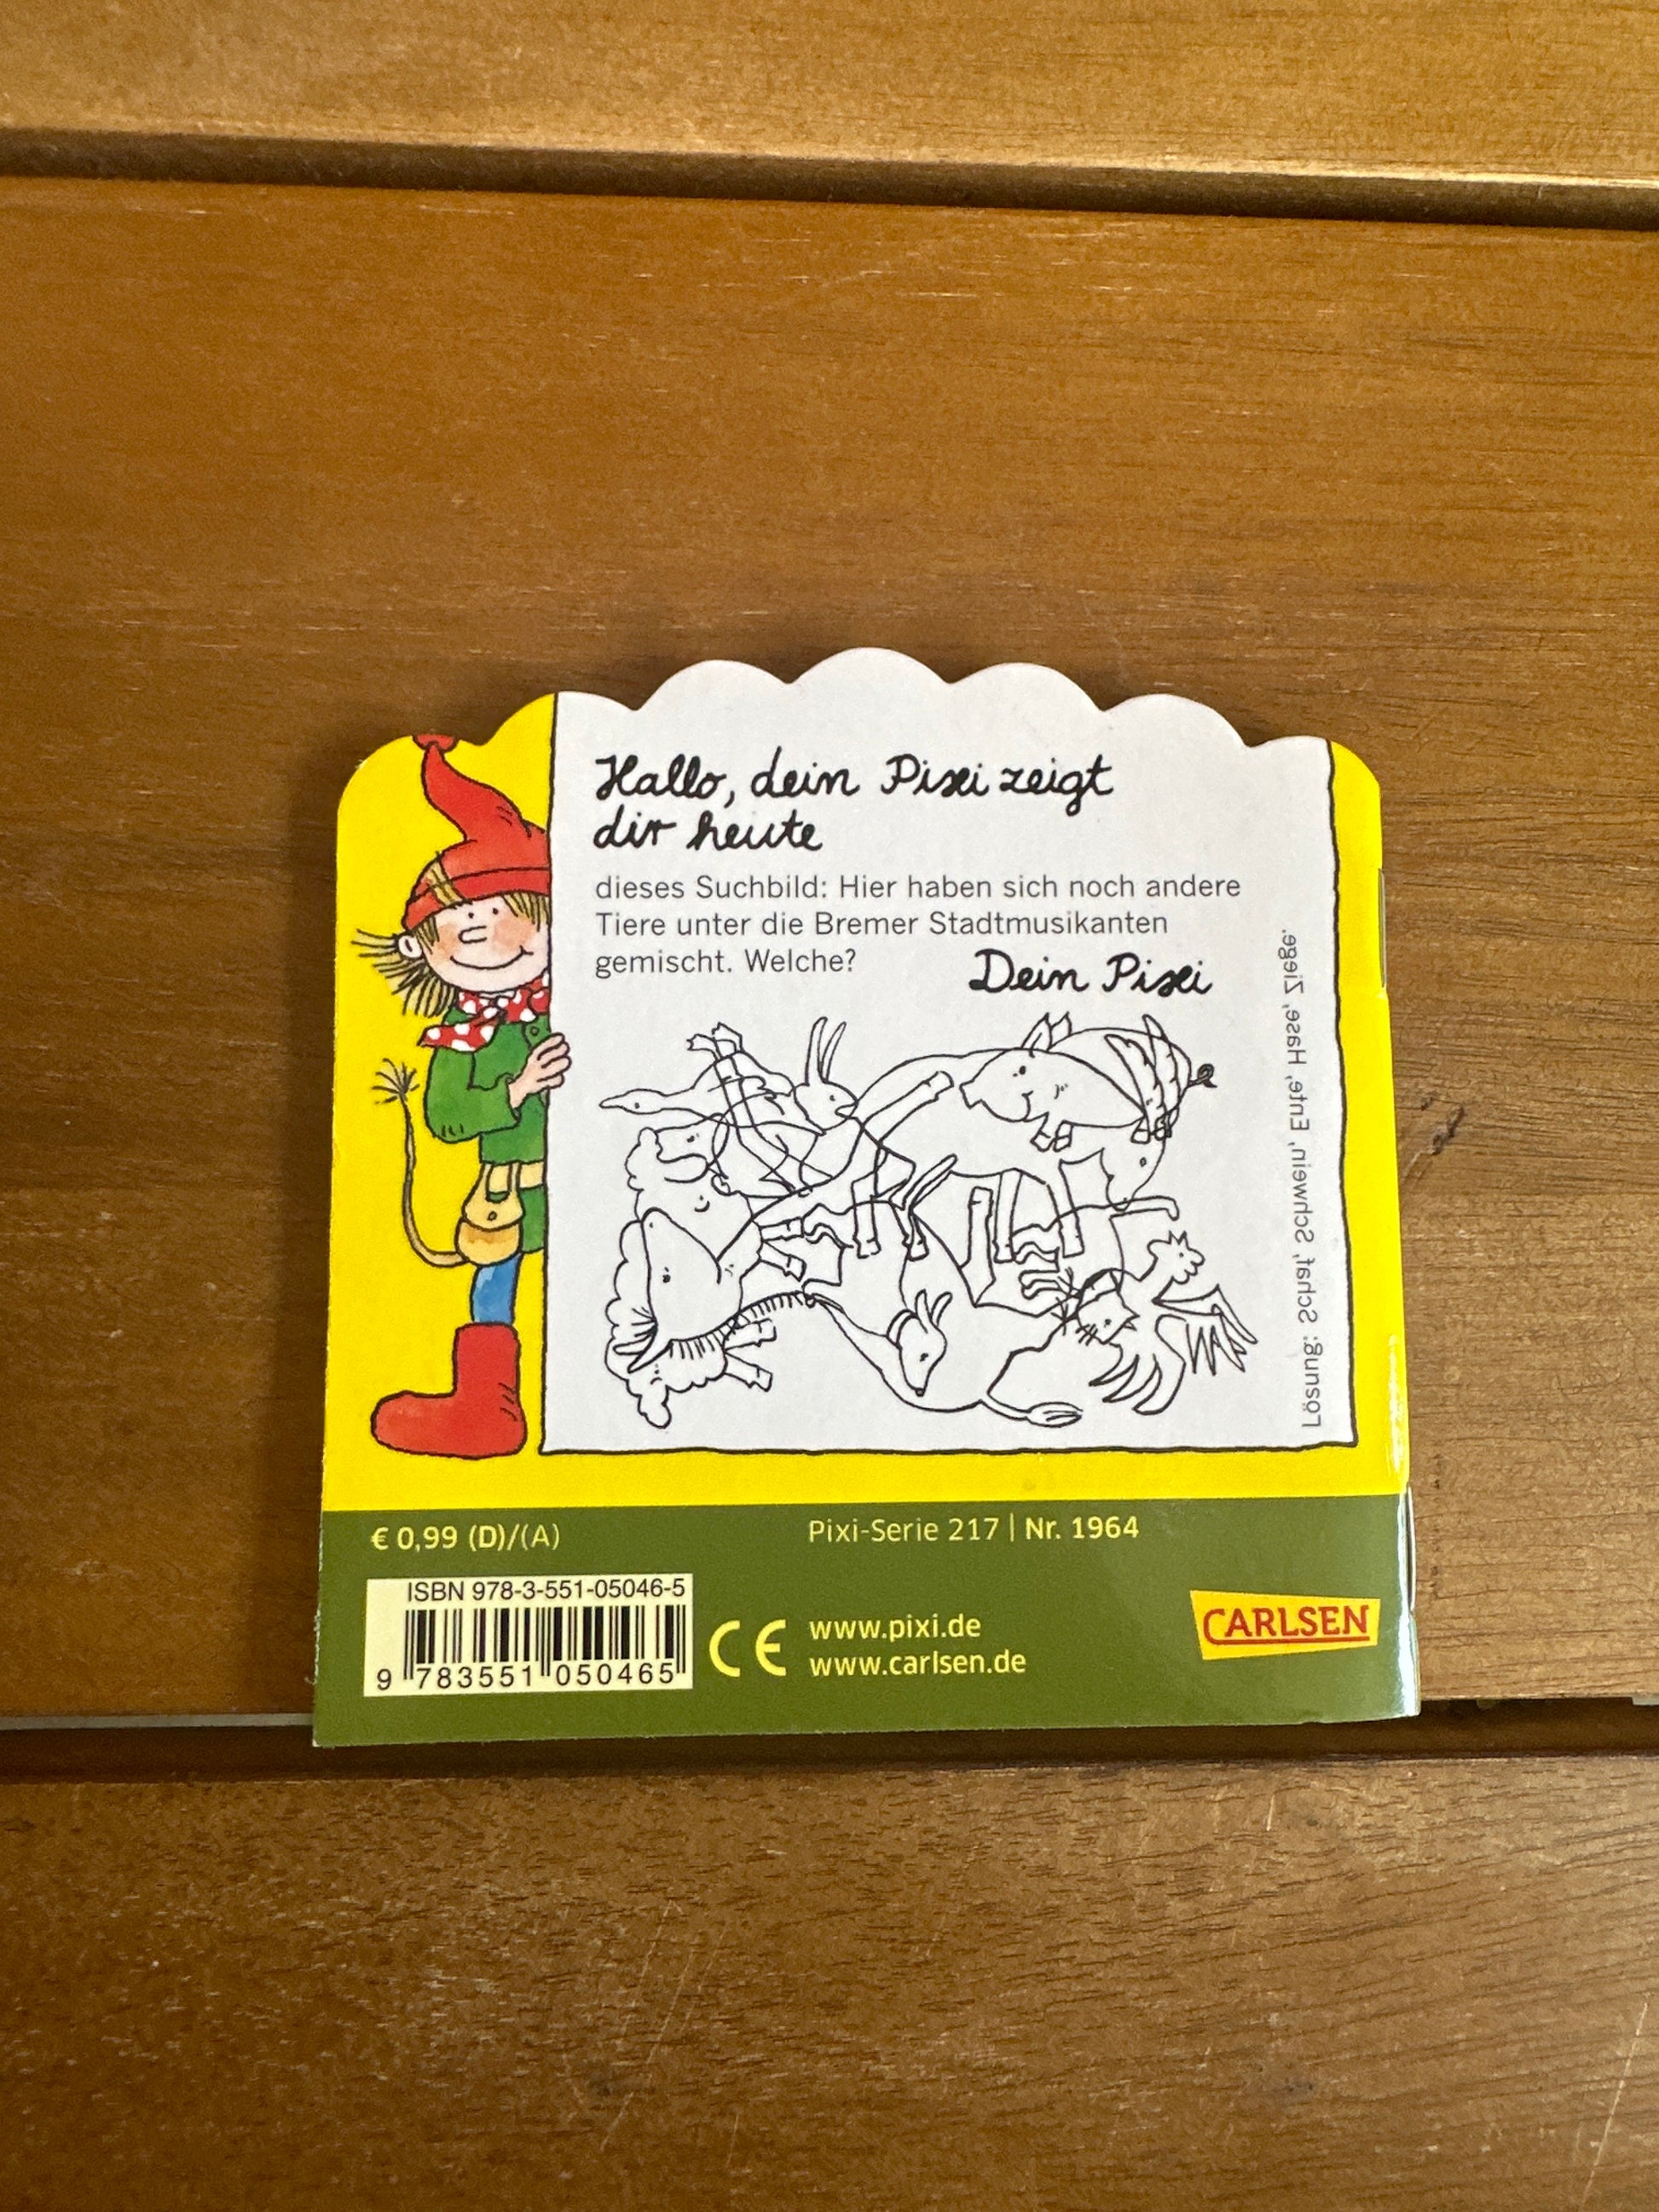 Hallo, dein Pixi zeigt
dir heute
dieses Suchbild: Hier haben sich noch andere
Tiere unter die Bremer Stadtmusikanten
gemischt. Welche?
Dein Pixi
Lösung: Schaf, Schwein, Ente, Hase, Ziege.
€ 0,99 (D)/(A)
Pixi-Serie 217 | Nr. 1964
ISBN 978-3-551-05046-5
9 783551 050465
CE
www.pixi.de
www.carlsen.de
CARLSEN